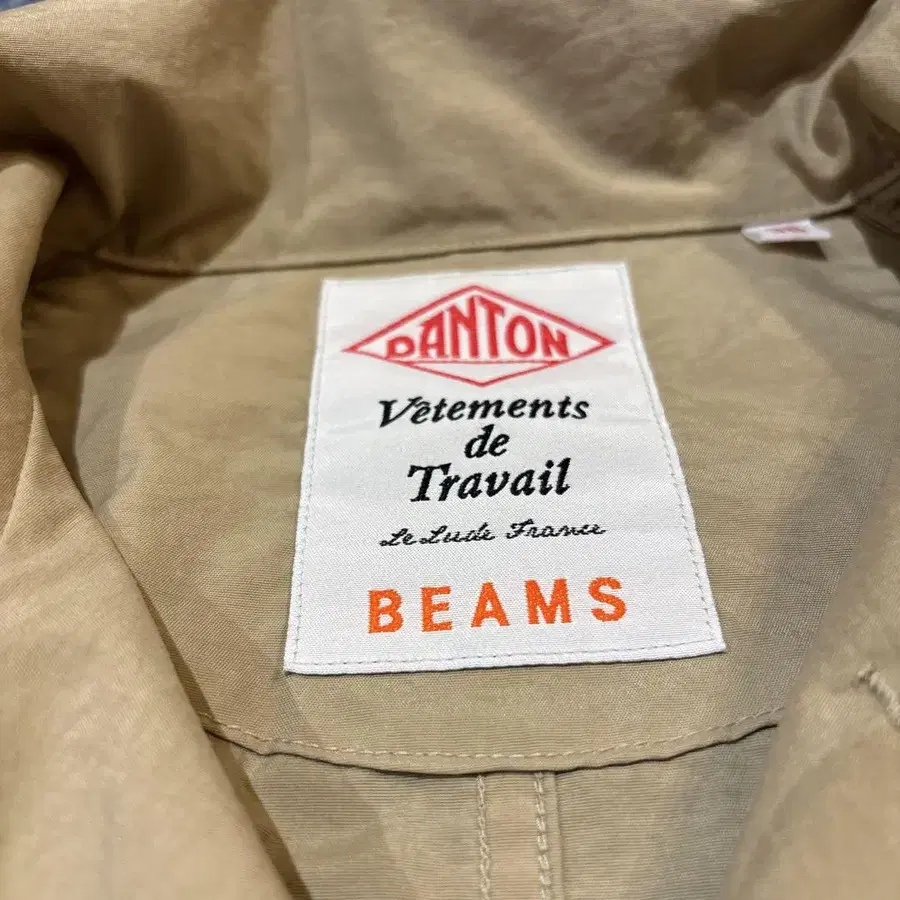 DANTON
Vêtements
de
Travail
Le Lude France
BEAMS